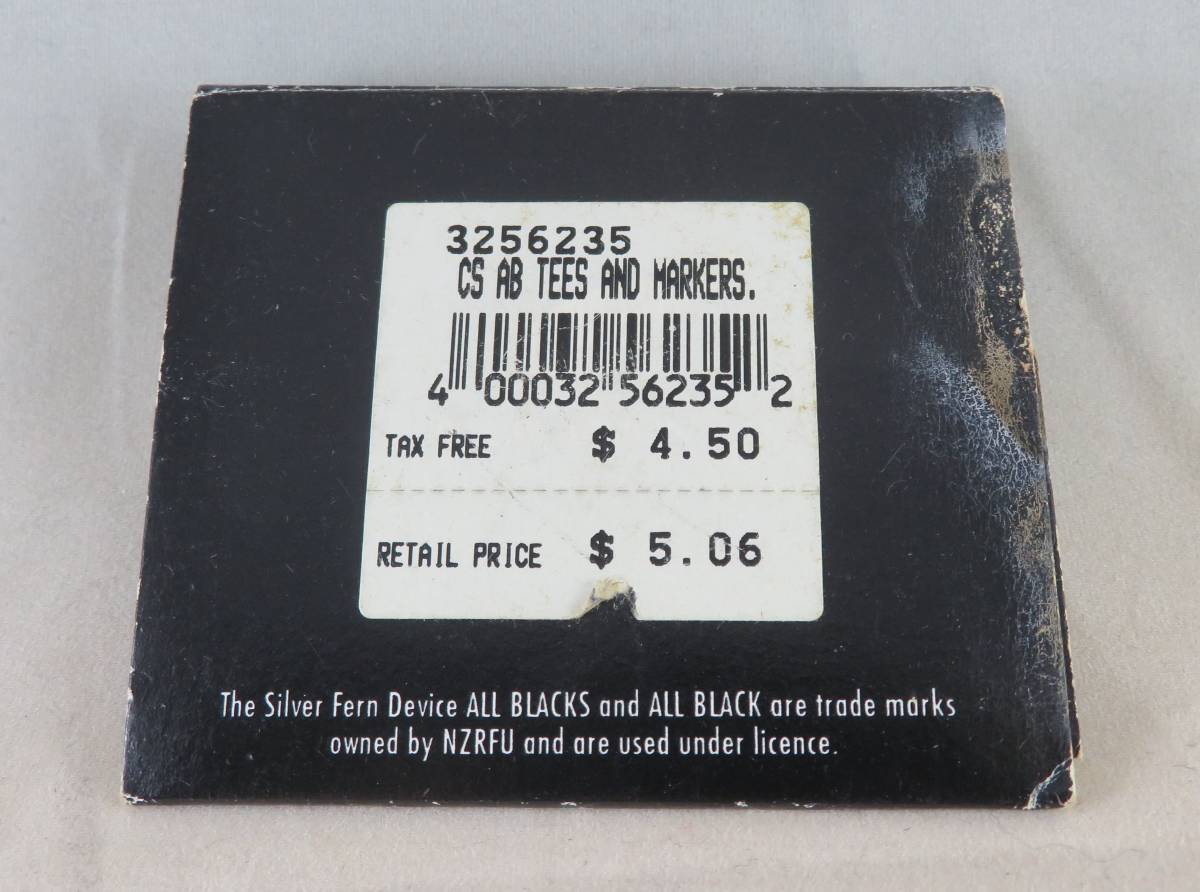 3256235
CS AB TEES AND MARKERS.
4 00032 56235 2
TAX FREE $ 4.50
RETAIL PRICE $ 5.06
The Silver Fern Device ALL BLACKS and ALL BLACK are trade marks
owned by NZRFU and are used under licence.